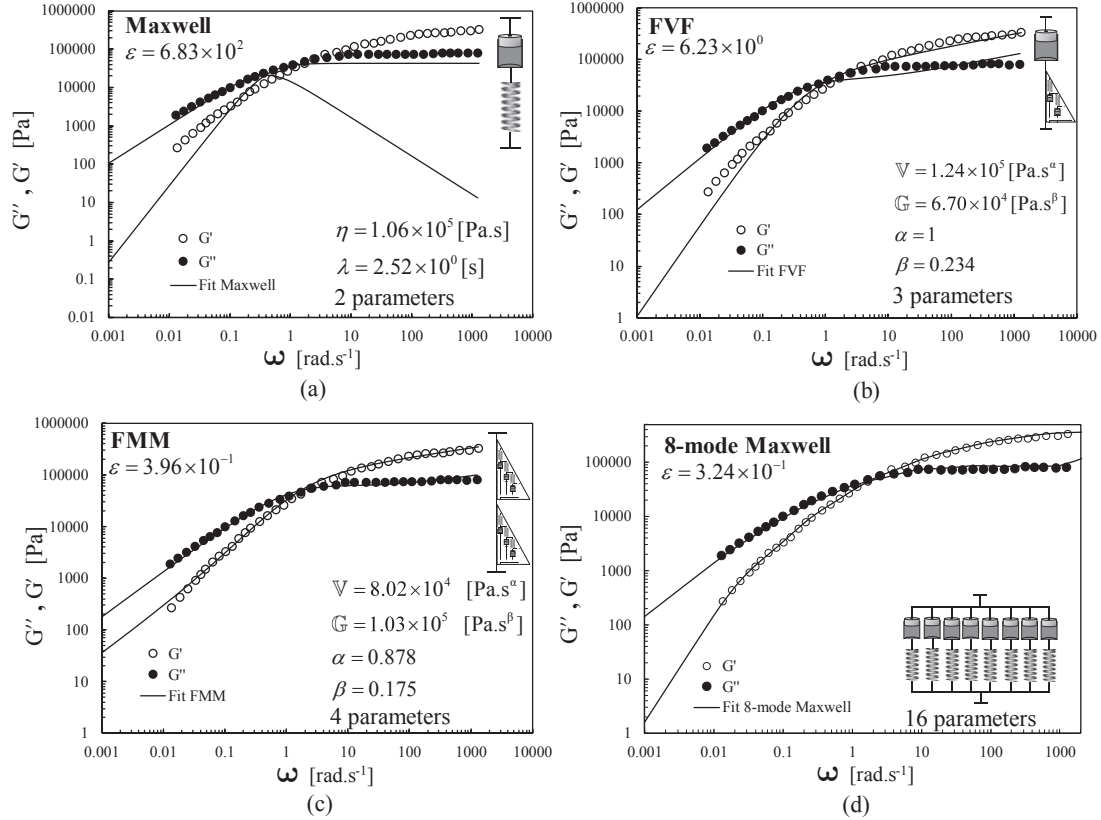 Maxwell
ε = 6.83×10²
1000000
100000
10000
1000
100
10
1
0.1
0.01
G'' , G' [Pa]
○ G'
● G''
— Fit Maxwell
η = 1.06×10⁵ [Pa.s]
λ = 2.52×10⁰ [s]
2 parameters
0.001 0.01 0.1 1 10 100 1000 10000
ω [rad.s⁻¹]
(a)
FVF
ε = 6.23×10⁰
1000000
100000
10000
1000
100
10
1
G'' , G' [Pa]
𝕍 = 1.24×10⁵ [Pa.s^α]
𝔾 = 6.70×10⁴ [Pa.s^β]
α = 1
β = 0.234
3 parameters
○ G'
● G''
— Fit FVF
0.001 0.01 0.1 1 10 100 1000 10000
ω [rad.s⁻¹]
(b)
FMM
ε = 3.96×10⁻¹
1000000
100000
10000
1000
100
10
1
G'' , G' [Pa]
𝕍 = 8.02×10⁴ [Pa.s^α]
𝔾 = 1.03×10⁵ [Pa.s^β]
α = 0.878
β = 0.175
4 parameters
○ G'
● G''
— Fit FMM
0.001 0.01 0.1 1 10 100 1000 10000
ω [rad.s⁻¹]
(c)
8-mode Maxwell
ε = 3.24×10⁻¹
100000
10000
1000
100
10
1
G'' , G' [Pa]
○ G'
● G''
— Fit 8-mode Maxwell
16 parameters
0.001 0.01 0.1 1 10 100 1000
ω [rad.s⁻¹]
(d)